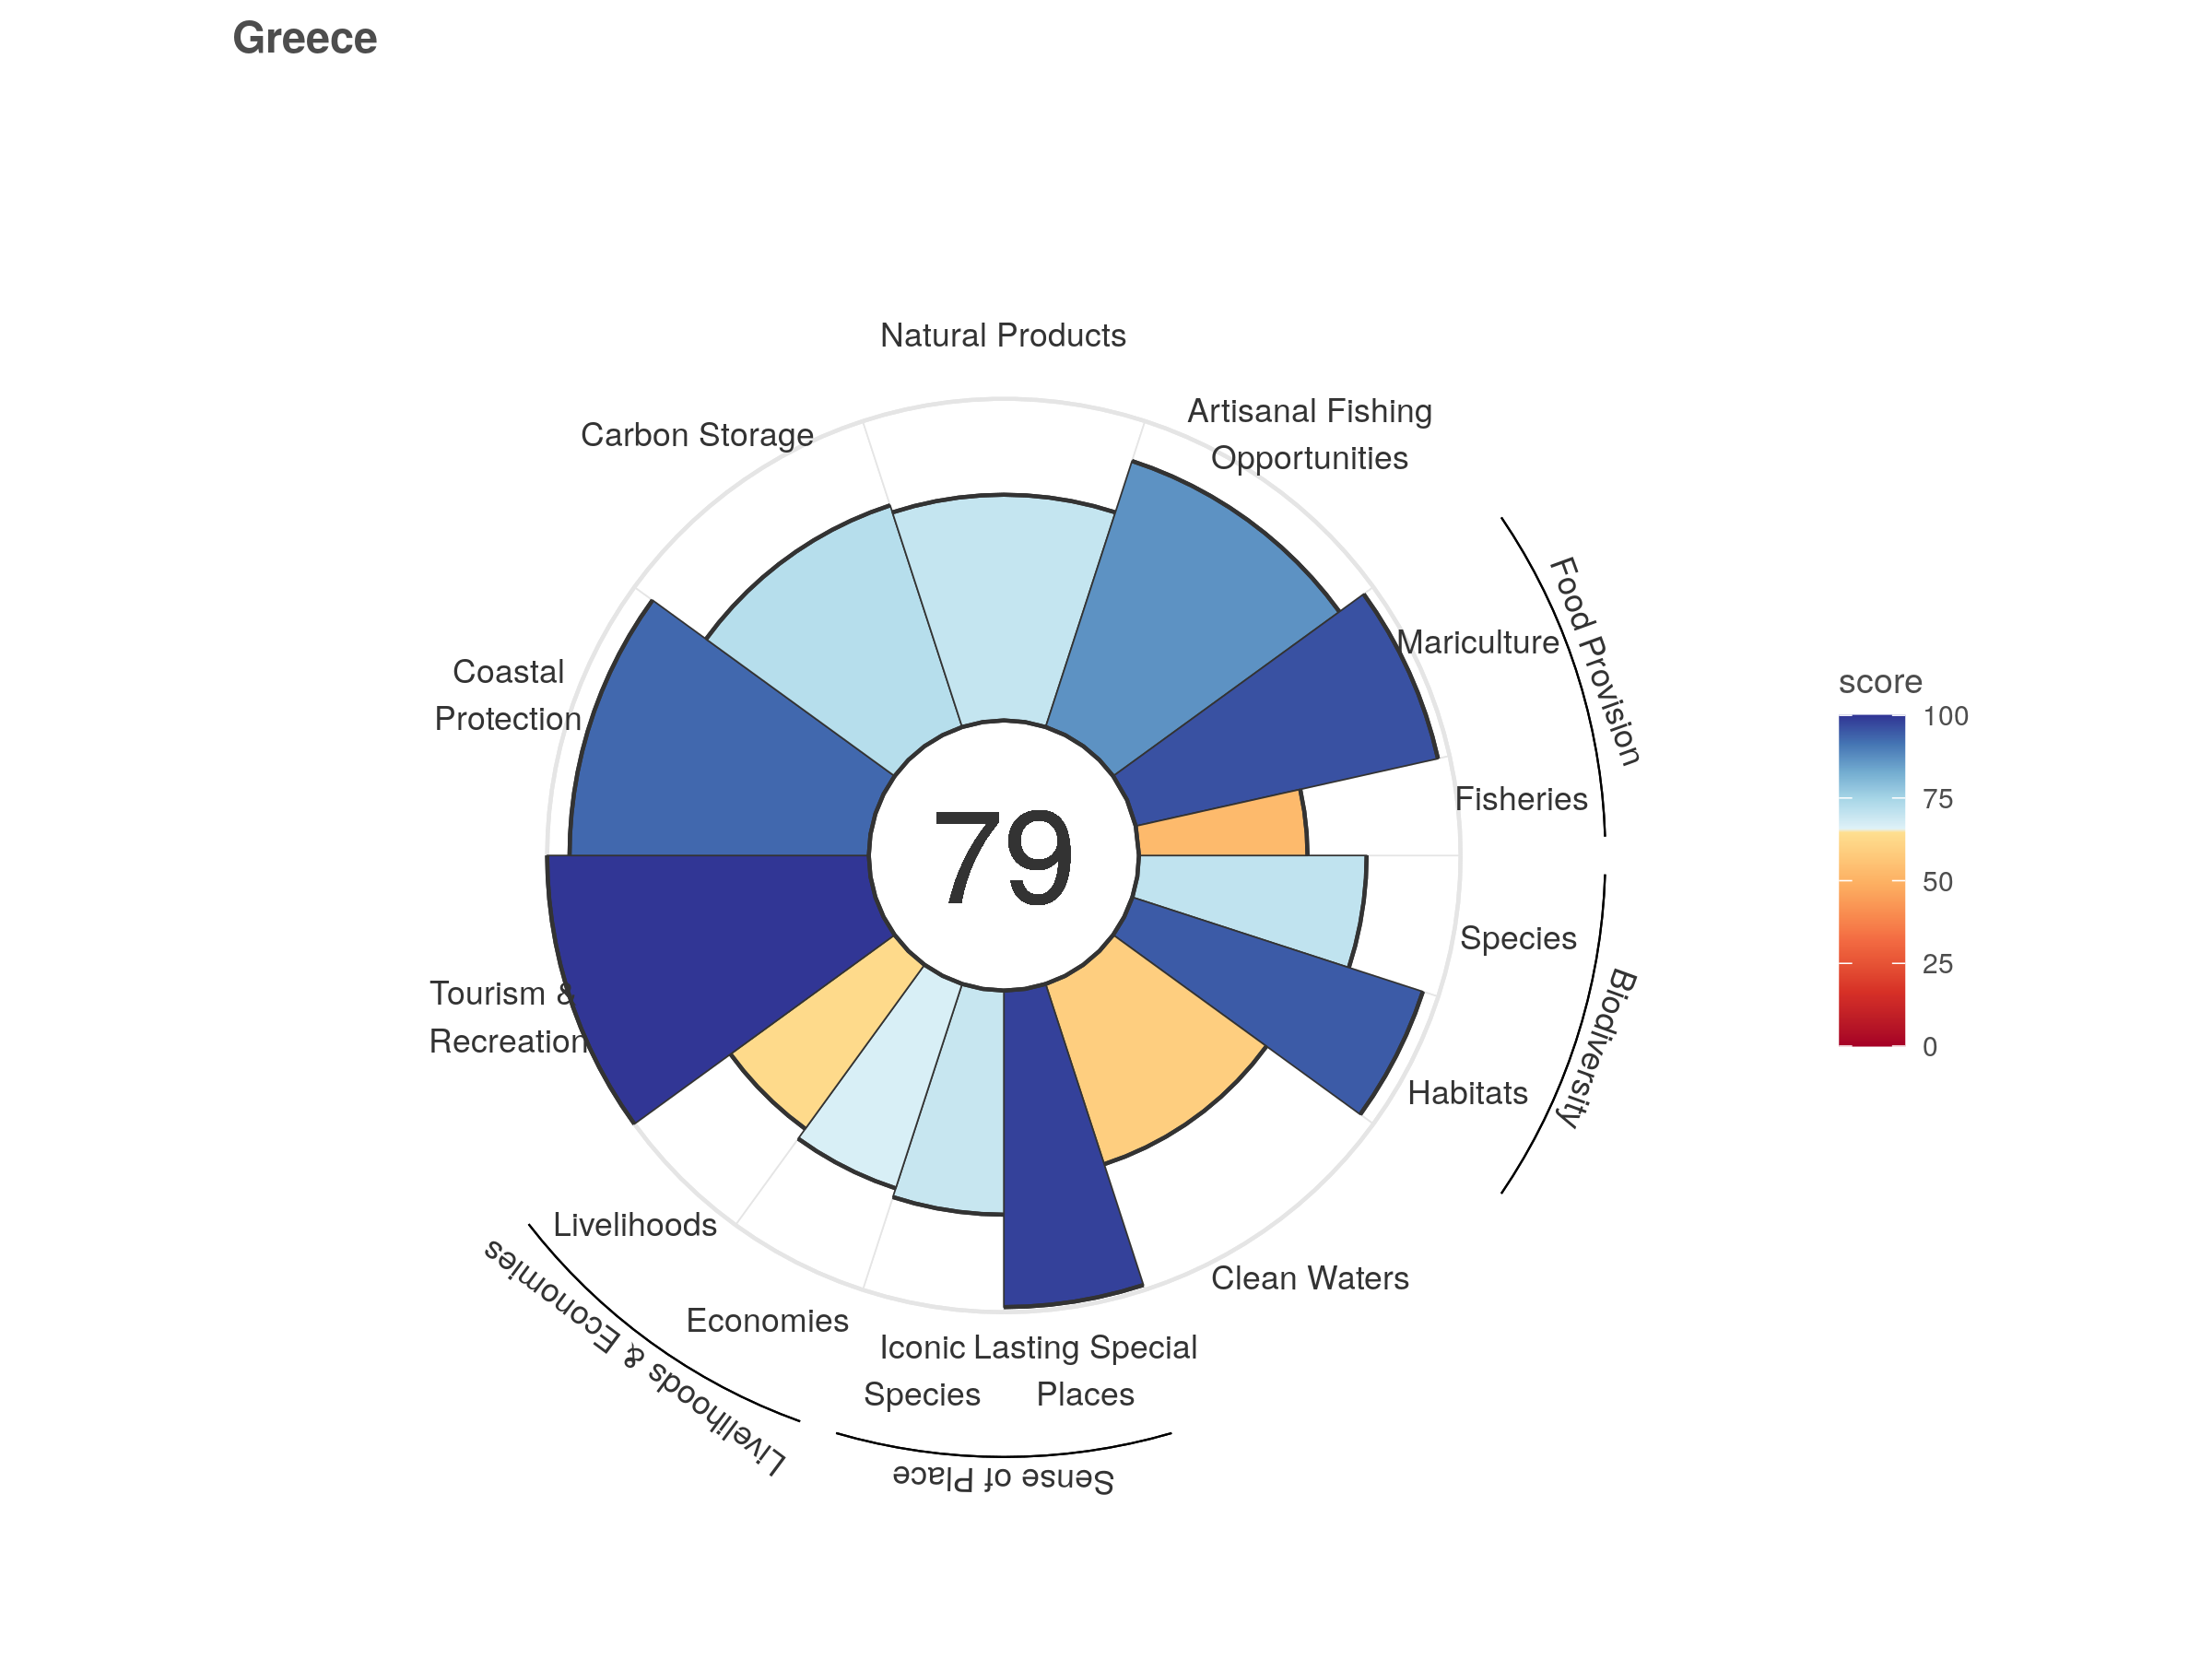 Greece
Natural Products
Artisanal Fishing
Opportunities
Carbon Storage
Mariculture
Food Provision
Coastal
Protection
Fisheries
79
Species
Biodiversity
Tourism &
Recreation
Habitats
Livelihoods
Livelihoods & Economies
Clean Waters
Economies
Iconic
Species
Lasting Special
Places
Sense of Place
score
100
75
50
25
0